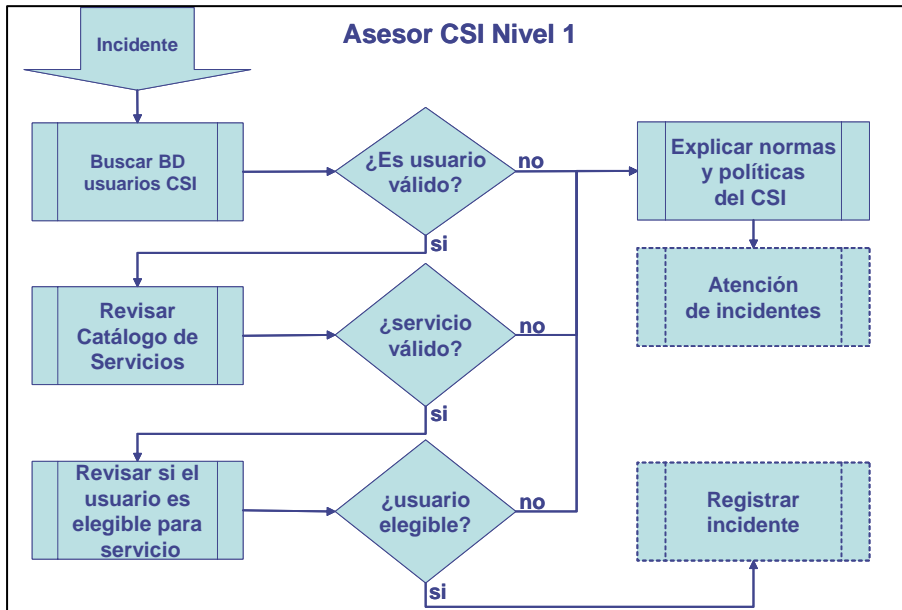 Asesor CSI Nivel 1
Incidente
Buscar BD
usuarios CSI
¿Es usuario
válido?
no
Explicar normas
y políticas
del CSI
si
Atención
de incidentes
Revisar
Catálogo de
Servicios
¿servicio
válido?
no
si
Revisar si el
usuario es
elegible para
servicio
¿usuario
elegible?
no
Registrar
incidente
si